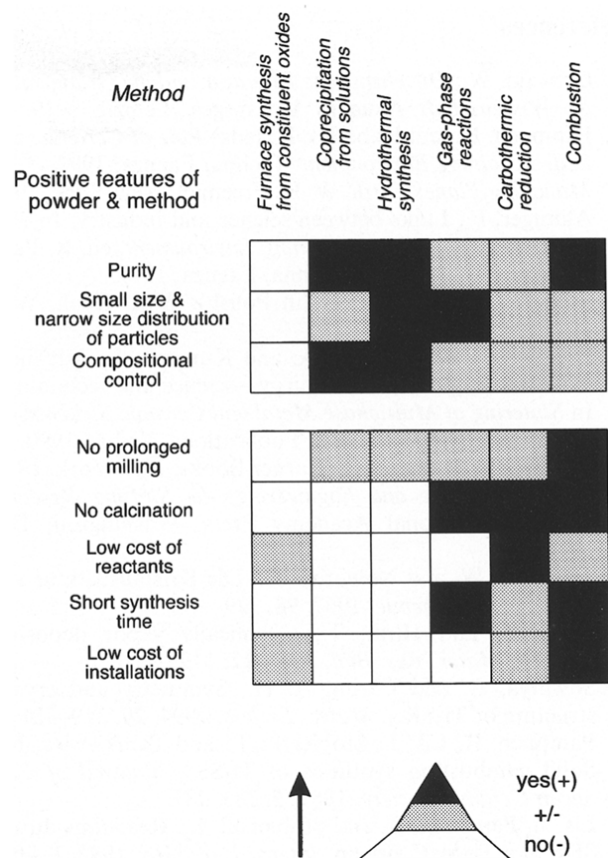 Method
Furnace synthesis
from constituent oxides
Coprecipitation
from solutions
Hydrothermal
synthesis
Gas-phase
reactions
Carbothermic
reduction
Combustion
Positive features of
powder & method
Purity
Small size &
narrow size distribution
of particles
Compositional
control
No prolonged
milling
No calcination
Low cost of
reactants
Short synthesis
time
Low cost of
installations
yes(+)
+/-
no(-)